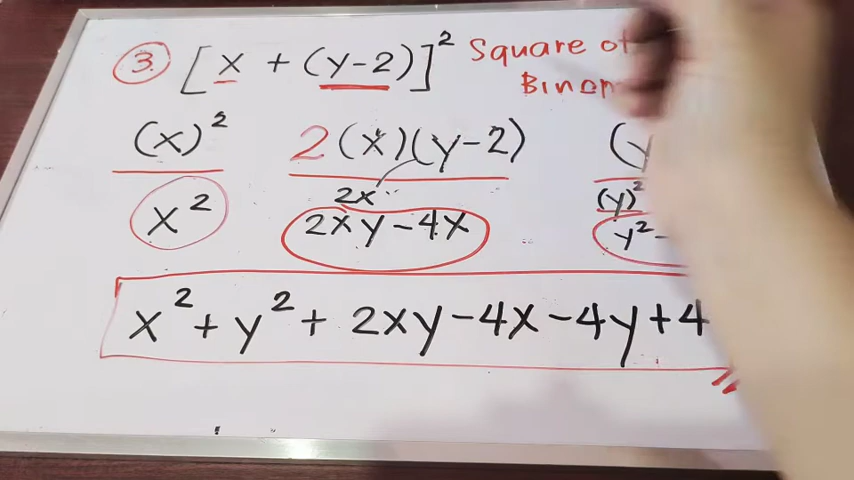 ③ [x + (y-2)]² Square of
(x)² 2(x)(y-2) (y
2x (y)²
x² 2xy-4x y²-
x² + y² + 2xy-4x-4y+4